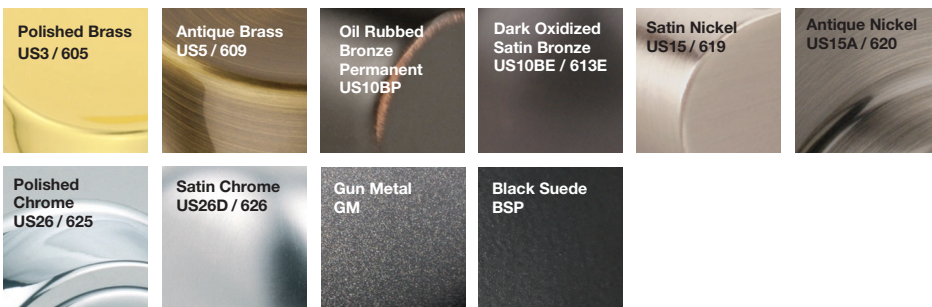 Polished Brass
US3 / 605
Antique Brass
US5 / 609
Oil Rubbed
Bronze
Permanent
US10BP
Dark Oxidized
Satin Bronze
US10BE / 613E
Satin Nickel
US15 / 619
Antique Nickel
US15A / 620
Polished
Chrome
US26 / 625
Satin Chrome
US26D / 626
Gun Metal
GM
Black Suede
BSP